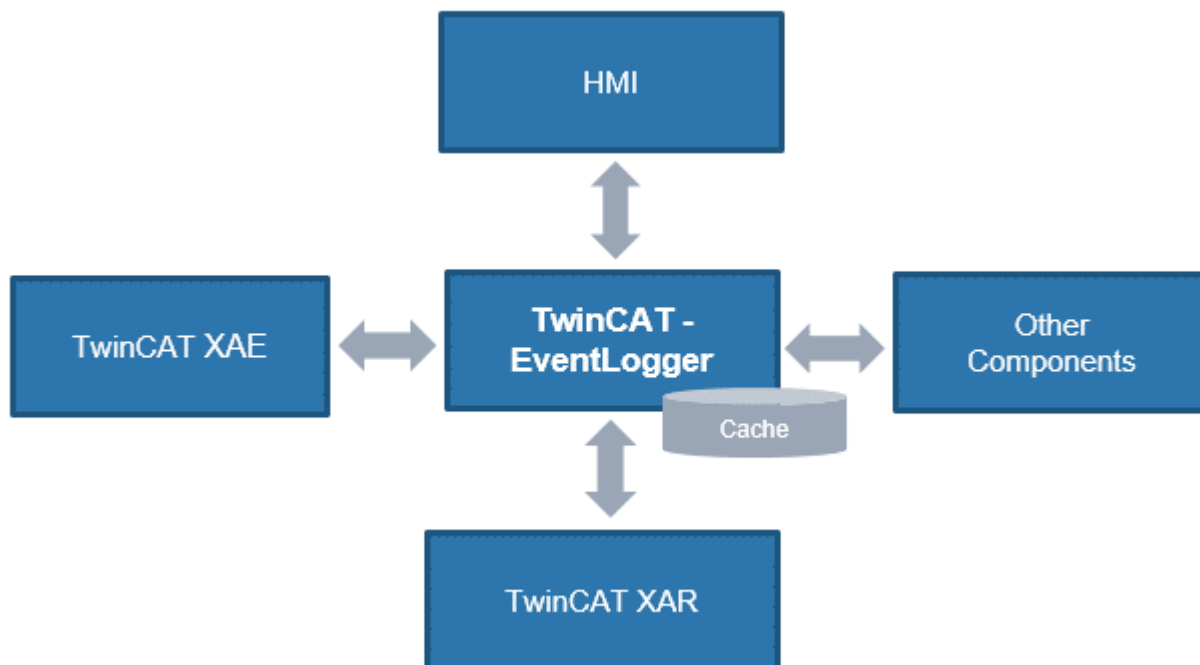 HMI
TwinCAT XAE
TwinCAT -
EventLogger
Other
Components
Cache
TwinCAT XAR